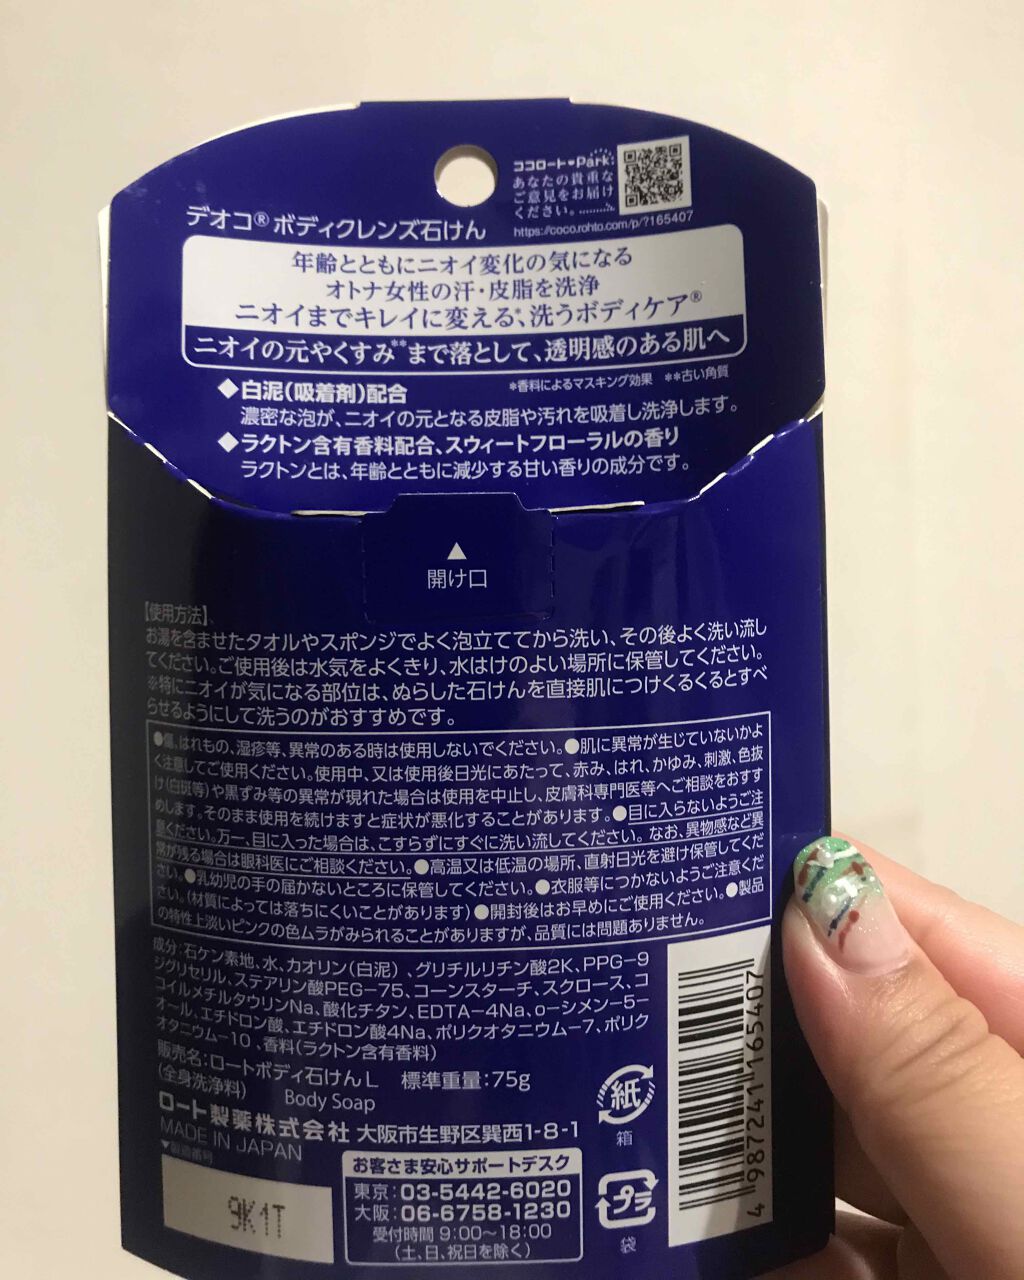 ココロート・Park
あなたの貴重な
ご意見をお届け
ください。
https://coco.rohto.com/p/?165407
デオコ® ボディクレンズ石けん
年齢とともにニオイ変化の気になる
オトナ女性の汗・皮脂を洗浄
ニオイまでキレイに変える*、洗うボディケア®
ニオイの元やくすみ**まで落として、透明感のある肌へ
*香料によるマスキング効果 **古い角質
◆白泥(吸着剤)配合
濃密な泡が、ニオイの元となる皮脂や汚れを吸着し洗浄します。
◆ラクトン含有香料配合、スウィートフローラルの香り
ラクトンとは、年齢とともに減少する甘い香りの成分です。
▲
開け口
【使用方法】
お湯を含ませたタオルやスポンジでよく泡立ててから洗い、その後よく洗い流し
てください。ご使用後は水気をよくきり、水はけのよい場所に保管してください。
※特にニオイが気になる部位は、ぬらした石けんを直接肌につけくるくるとすべ
らせるようにして洗うのがおすすめです。
●傷、はれもの、湿疹等、異常のある時は使用しないでください。●肌に異常が生じていないかよ
く注意してご使用ください。使用中、又は使用後日光にあたって、赤み、はれ、かゆみ、刺激、色抜
け(白斑等)や黒ずみ等の異常が現れた場合は使用を中止し、皮膚科専門医等へご相談をおすす
めします。そのまま使用を続けますと症状が悪化することがあります。●目に入らないようご注
意ください。万一、目に入った場合は、こすらずにすぐに洗い流してください。なお、異物感など異
常が残る場合は眼科医にご相談ください。●高温又は低温の場所、直射日光を避け保管してくだ
さい。●乳幼児の手の届かないところに保管してください。●衣服等につかないようご注意くだ
さい。(材質によっては落ちにくいことがあります)●開封後はお早めにご使用ください。●製品
の特性上淡いピンクの色ムラがみられることがありますが、品質には問題ありません。
成分:石ケン素地、水、カオリン(白泥)、グリチルリチン酸2K、PPG-9
ジグリセリル、ステアリン酸PEG-75、コーンスターチ、スクロース、コ
コイルメチルタウリンNa、酸化チタン、EDTA-4Na、o-シメン-5-
オール、エチドロン酸、エチドロン酸4Na、ポリクオタニウム-7、ポリク
オタニウム-10、香料(ラクトン含有香料)
販売名:ロートボディ石けんL 標準重量:75g
(全身洗浄料) Body Soap
ロート製薬株式会社 大阪市生野区巽西1-8-1
MADE IN JAPAN
▼製造番号
9K1T
お客さま安心サポートデスク
東京:03-5442-6020
大阪:06-6758-1230
受付時間 9:00～18:00
(土、日、祝日を除く)
紙
箱
プラ
袋
4 987241 165407